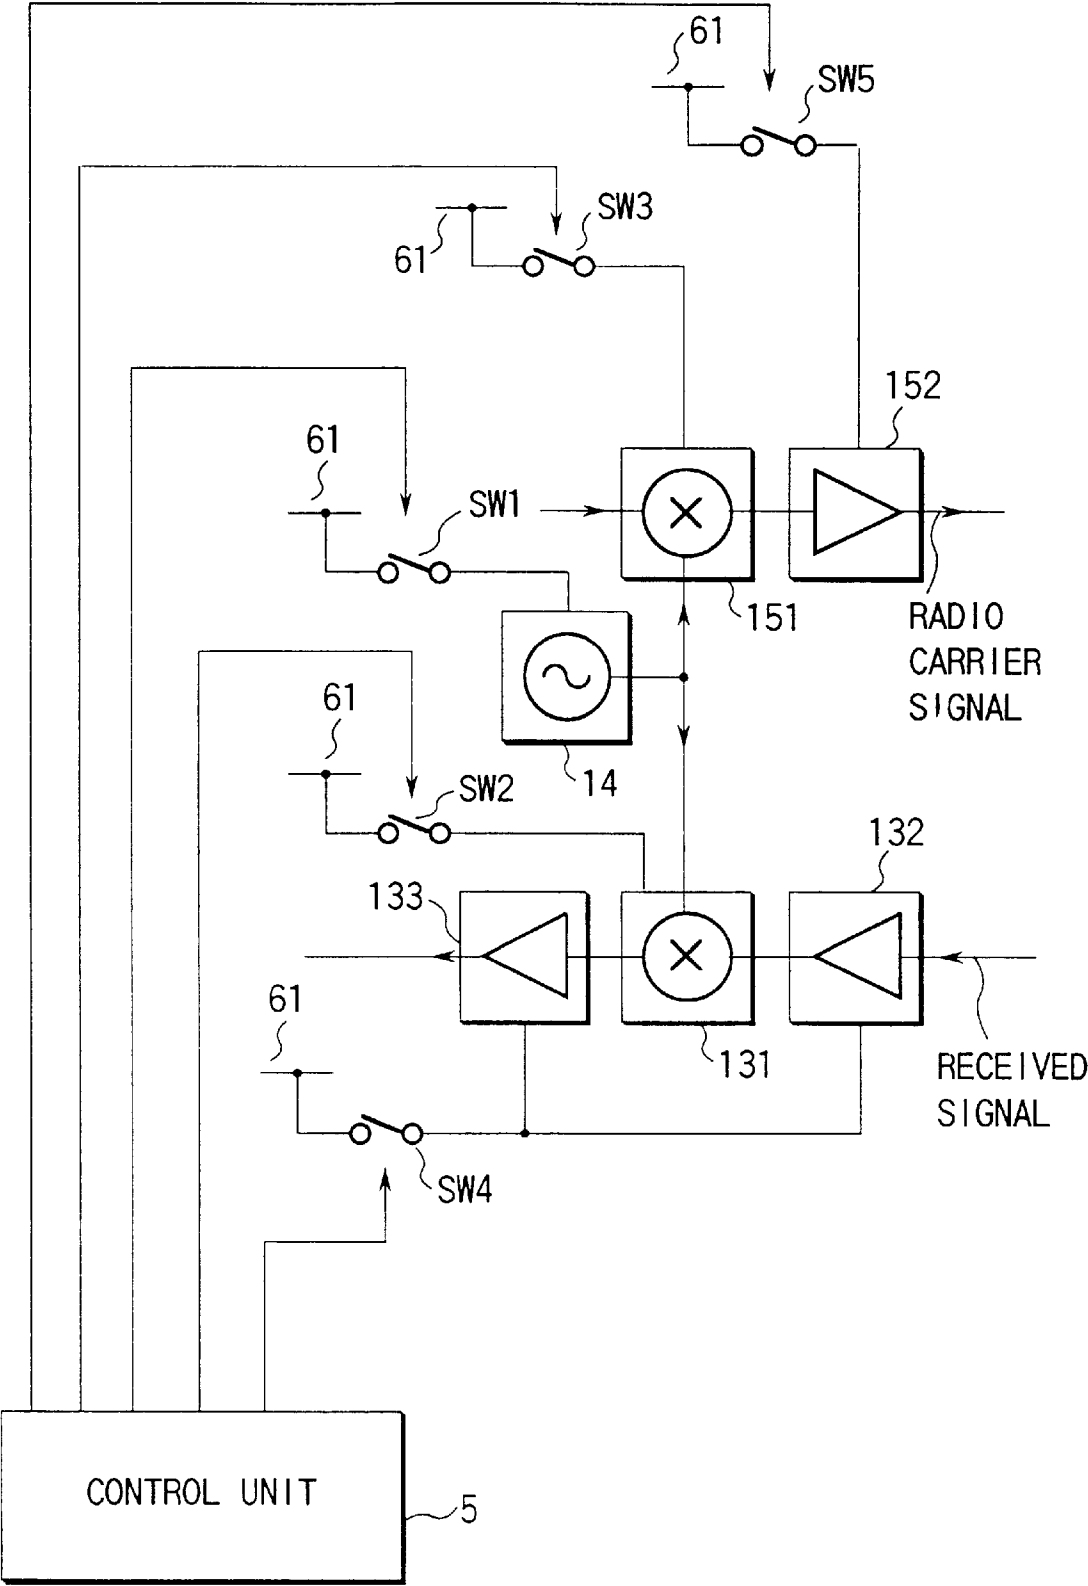 61
SW5
SW3
61
152
61
SW1
151
RADIO
CARRIER
SIGNAL
61
14
SW2
132
133
61
131
RECEIVED
SIGNAL
SW4
CONTROL UNIT
5